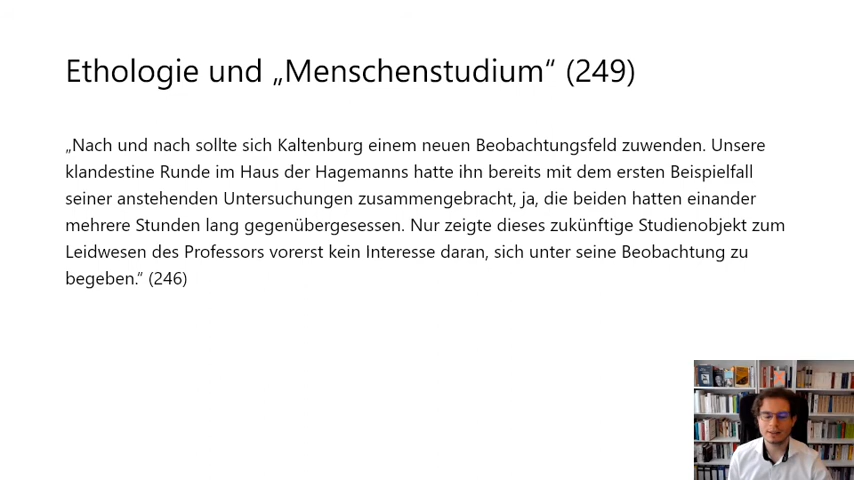 Ethologie und „Menschenstudium“ (249)
„Nach und nach sollte sich Kaltenburg einem neuen Beobachtungsfeld zuwenden. Unsere
klandestine Runde im Haus der Hagemanns hatte ihn bereits mit dem ersten Beispielfall
seiner anstehenden Untersuchungen zusammengebracht, ja, die beiden hatten einander
mehrere Stunden lang gegenübergesessen. Nur zeigte dieses zukünftige Studienobjekt zum
Leidwesen des Professors vorerst kein Interesse daran, sich unter seine Beobachtung zu
begeben.“ (246)